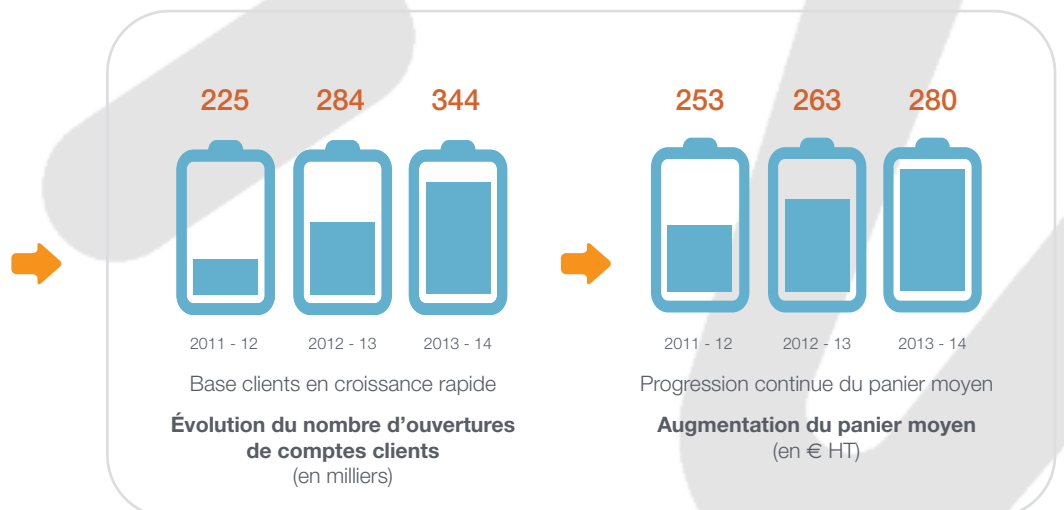 225 284 344
2011 - 12 2012 - 13 2013 - 14
Base clients en croissance rapide
Évolution du nombre d'ouvertures
de comptes clients
(en milliers)
253 263 280
2011 - 12 2012 - 13 2013 - 14
Progression continue du panier moyen
Augmentation du panier moyen
(en € HT)